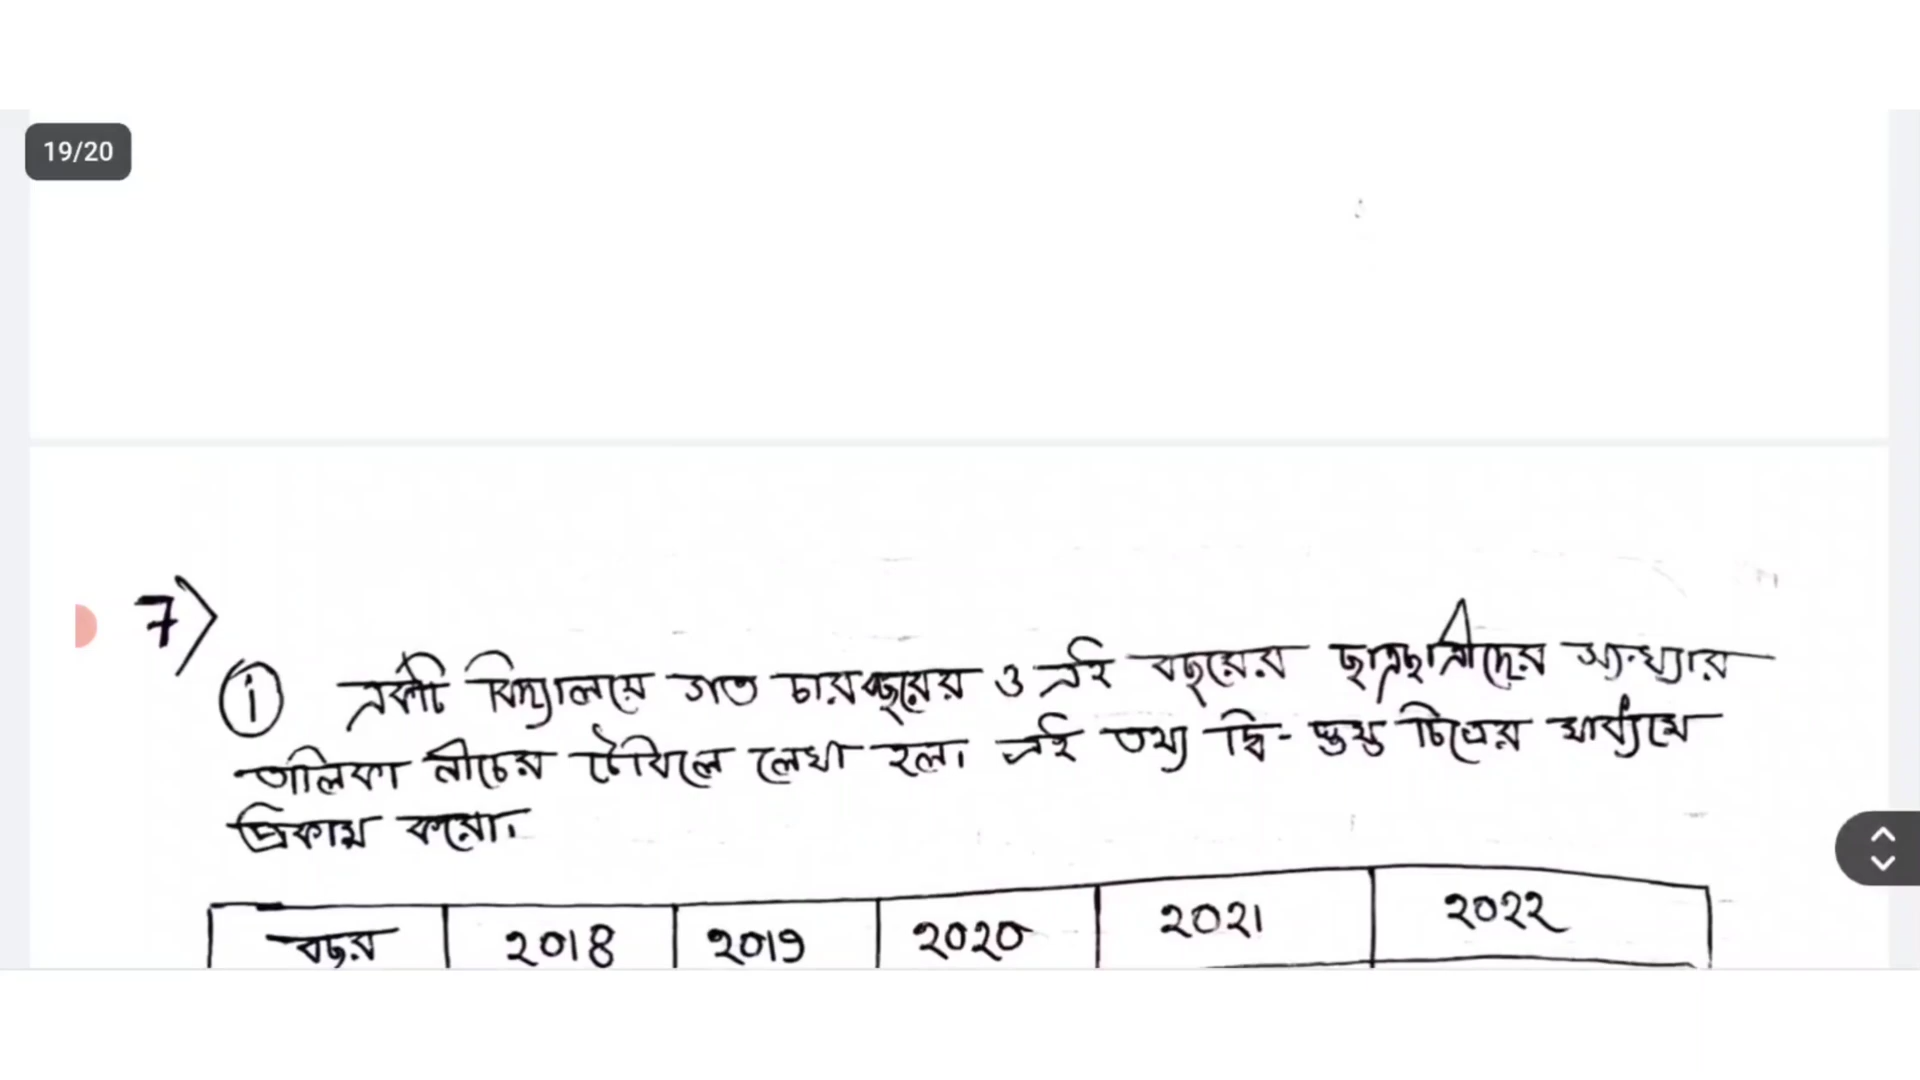 19/20
7)
i একটি বিদ্যালয়ে গত চারবছরের ও এই বছরের ছাত্রছাত্রীদের সংখ্যার
তালিকা নীচের টেবিলে লেখা হল। এই তথ্য দ্বি-স্তম্ভ চিত্রের মাধ্যমে
প্রকাশ করো।
বছর 2018 2019 2020 2021 2022